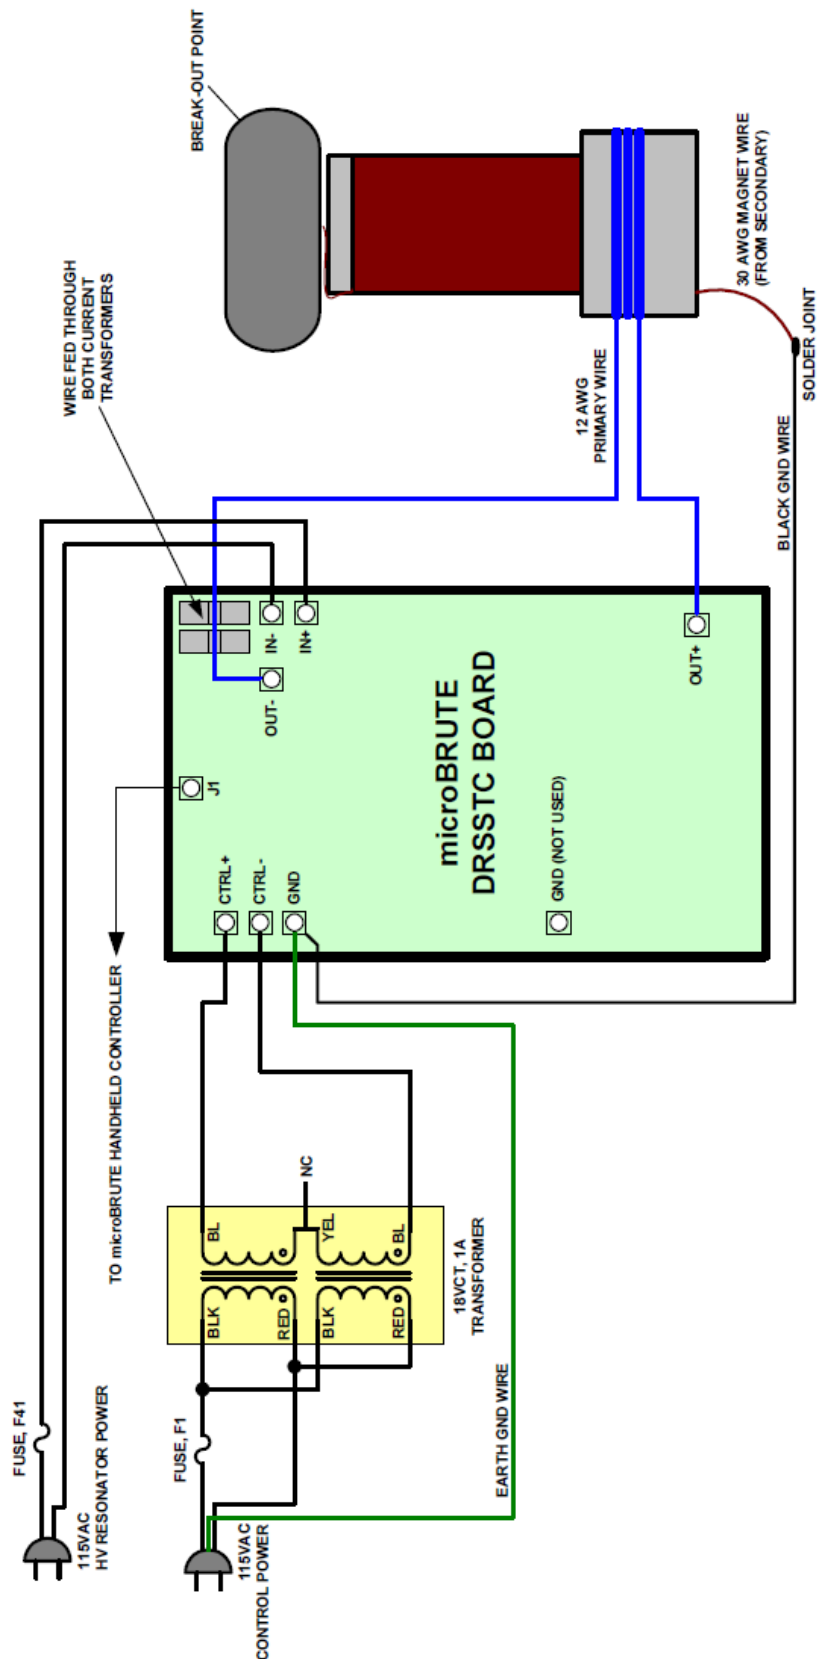 115VAC
HV RESONATOR POWER
FUSE, F41
TO microBRUTE HANDHELD CONTROLLER
WIRE FED THROUGH
BOTH CURRENT
TRANSFORMERS
BREAK-OUT POINT
115VAC
CONTROL POWER
FUSE, F1
BLK
RED
BLK
RED
BL
YEL
BL
NC
18VCT, 1A
TRANSFORMER
EARTH GND WIRE
CTRL+
CTRL-
GND
J1
OUT-
IN-
IN+
microBRUTE
DRSSTC BOARD
GND (NOT USED)
OUT+
12 AWG
PRIMARY WIRE
30 AWG MAGNET WIRE
(FROM SECONDARY)
BLACK GND WIRE
SOLDER JOINT